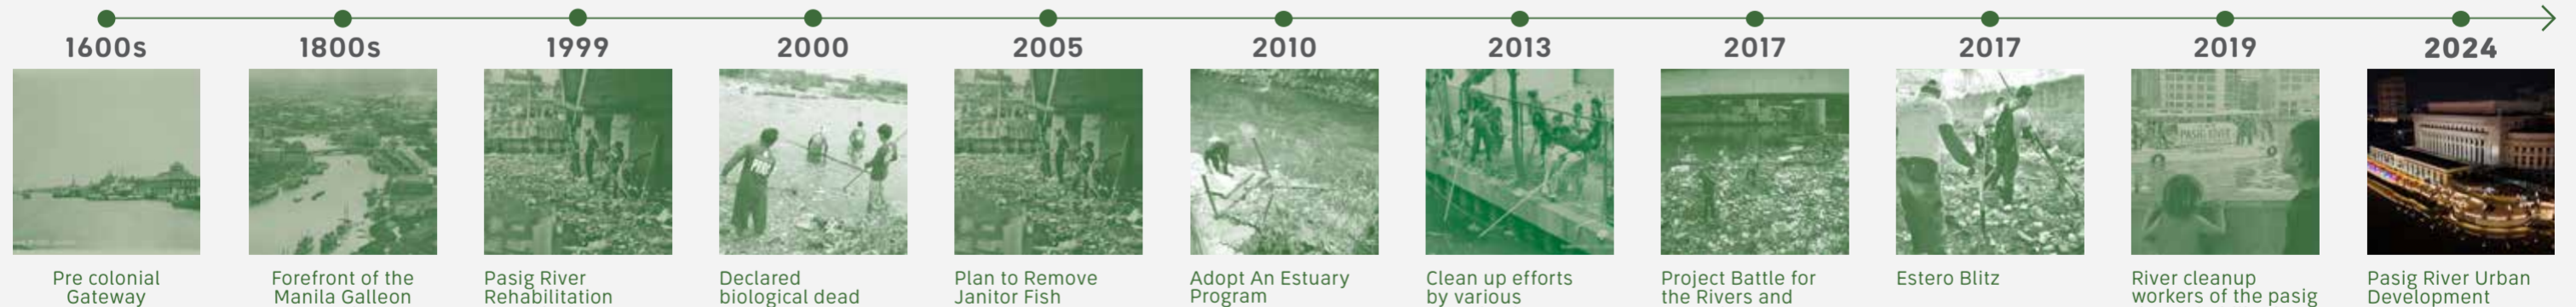 1600s
1800s
1999
2000
2005
2010
2013
2017
2017
2019
2024
PASIG RIVER
Pre colonial
Gateway
Forefront of the
Manila Galleon
Pasig River
Rehabilitation
Declared
biological dead
Plan to Remove
Janitor Fish
Adopt An Estuary
Program
Clean up efforts
by various
Project Battle for
the Rivers and
Estero Blitz
River cleanup
workers of the pasig
Pasig River Urban
Development